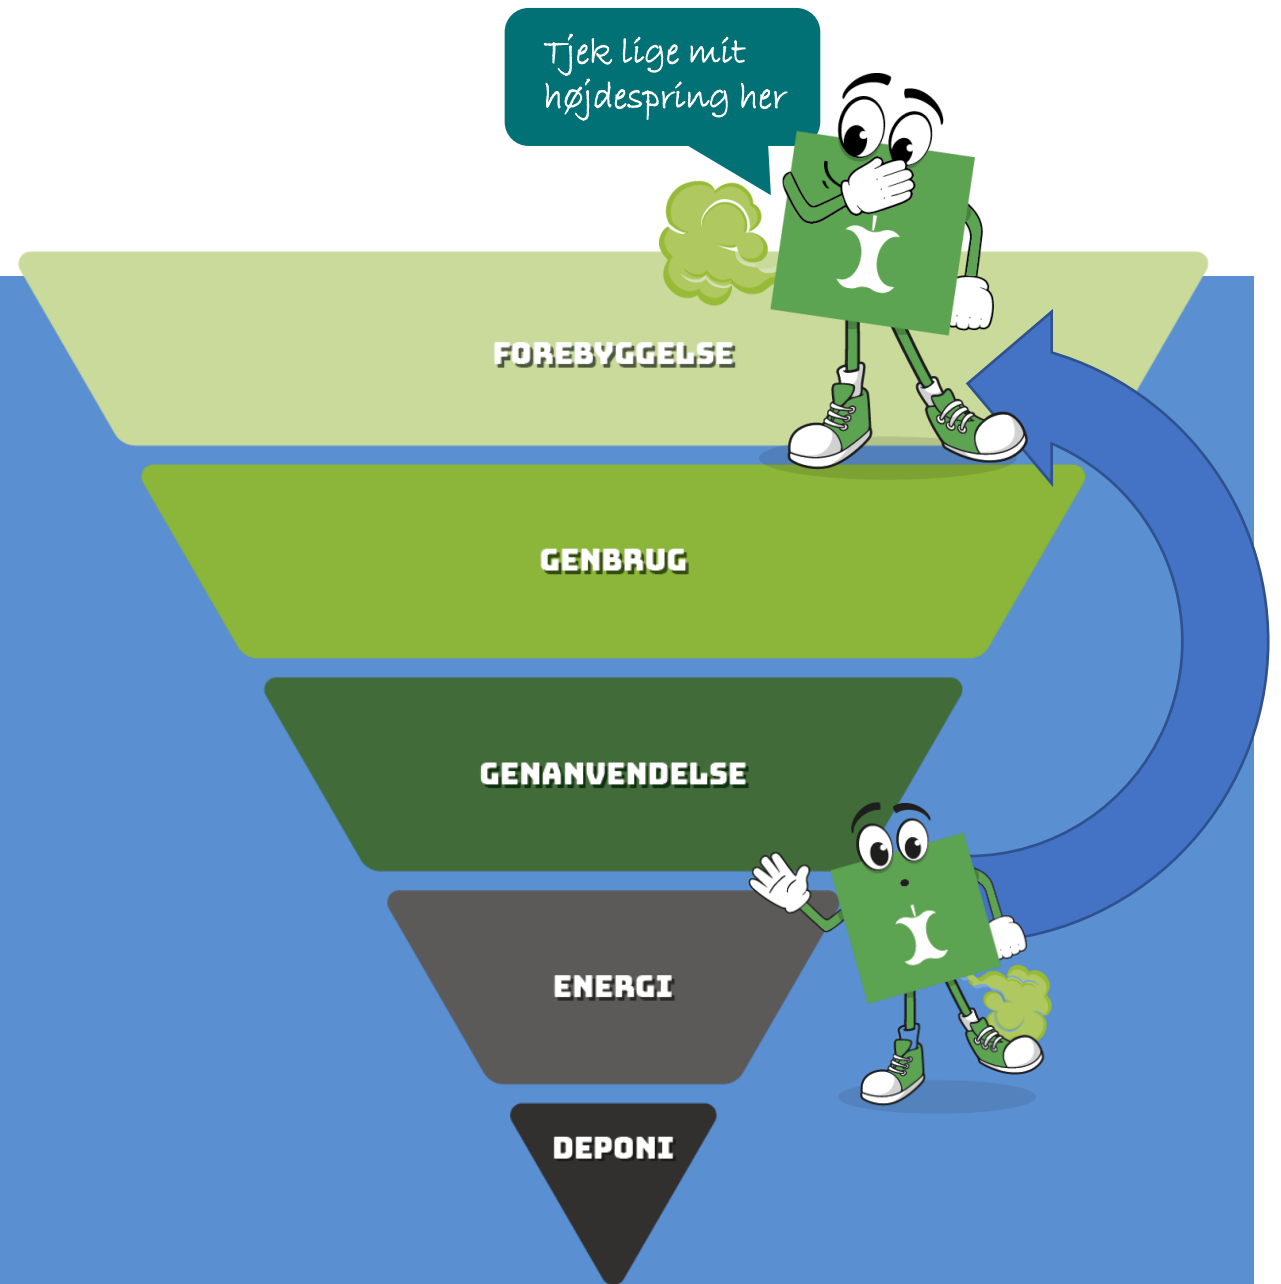 Tjek lige mit
højdespring her
FOREBYGGELSE
GENBRUG
GENANVENDELSE
ENERGI
DEPONI